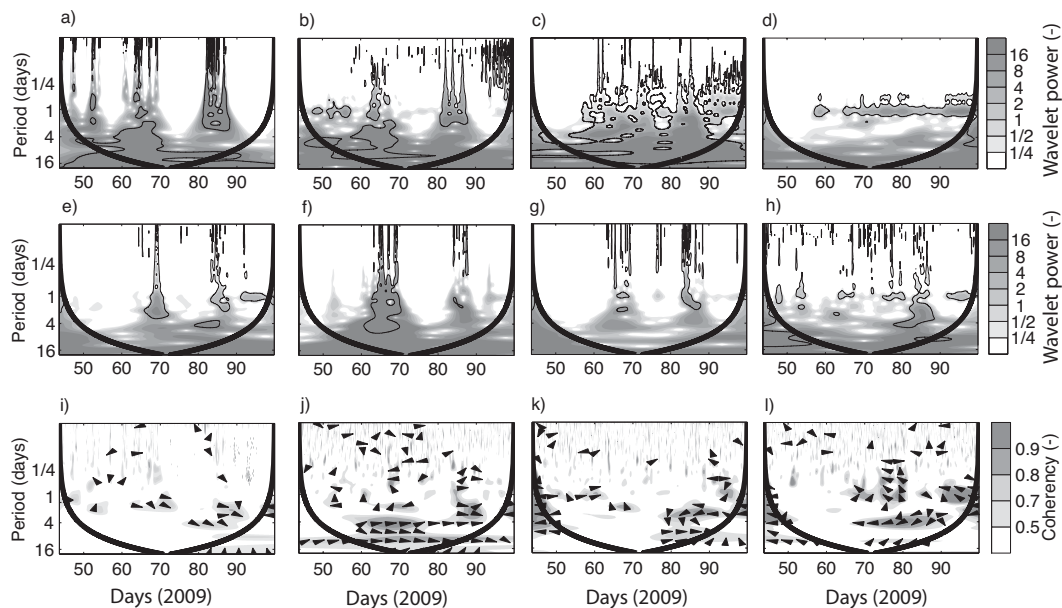 a) b) c) d)
Period (days)
1/4
1
4
16
50 60 70 80 90
50 60 70 80 90
50 60 70 80 90
50 60 70 80 90
16
8
4
2
1
1/2
1/4
Wavelet power (-)
e) f) g) h)
Period (days)
1/4
1
4
16
50 60 70 80 90
50 60 70 80 90
50 60 70 80 90
50 60 70 80 90
16
8
4
2
1
1/2
1/4
Wavelet power (-)
i) j) k) l)
Period (days)
1/4
1
4
16
50 60 70 80 90
50 60 70 80 90
50 60 70 80 90
50 60 70 80 90
0.9
0.8
0.7
0.5
Coherency (-)
Days (2009) Days (2009) Days (2009) Days (2009)